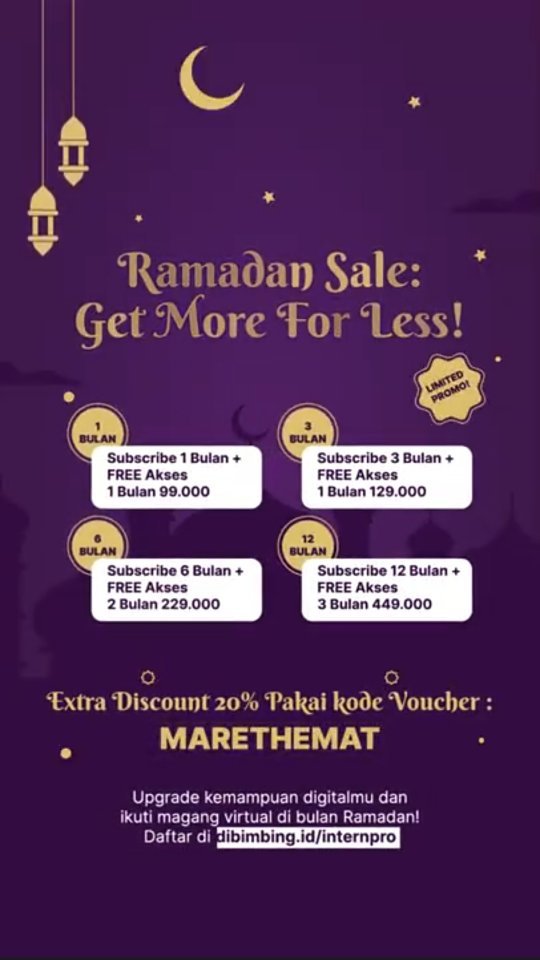 Ramadan Sale:
Get More For Less!
LIMITED
PROMO!
1
BULAN
Subscribe 1 Bulan +
FREE Akses
1 Bulan 99.000
3
BULAN
Subscribe 3 Bulan +
FREE Akses
1 Bulan 129.000
6
BULAN
Subscribe 6 Bulan +
FREE Akses
2 Bulan 229.000
12
BULAN
Subscribe 12 Bulan +
FREE Akses
3 Bulan 449.000
Extra Discount 20% Pakai kode Voucher :
MARETHEMAT
Upgrade kemampuan digitalmu dan
ikuti magang virtual di bulan Ramadan!
Daftar di dibimbing.id/internpro